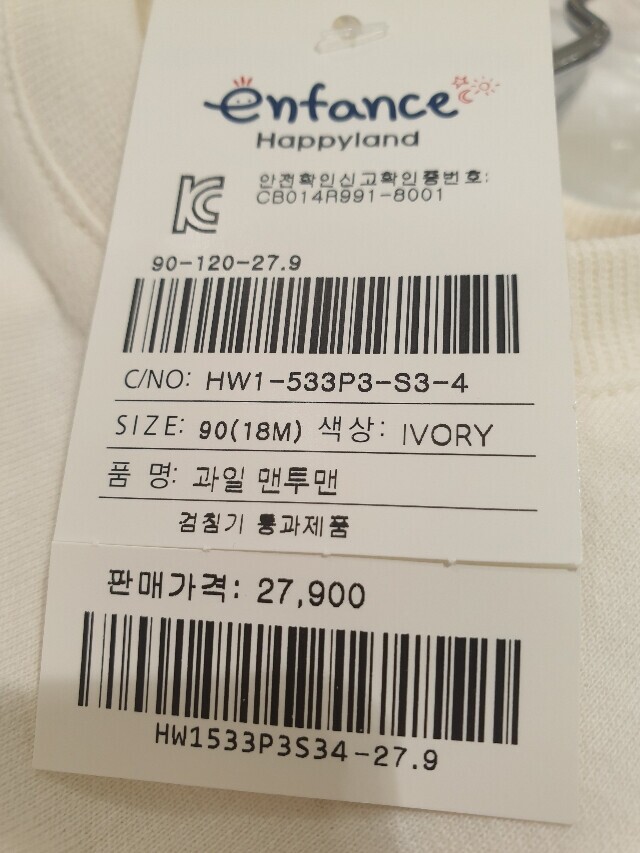 enfance
Happyland
KC
안전확인신고확인증번호:
CB014R991-8001
90-120-27.9
C/NO: HW1-533P3-S3-4
SIZE: 90(18M) 색상: IVORY
품 명: 과일 맨투맨
검침기 통과제품
판매가격: 27,900
HW1533P3S34-27.9